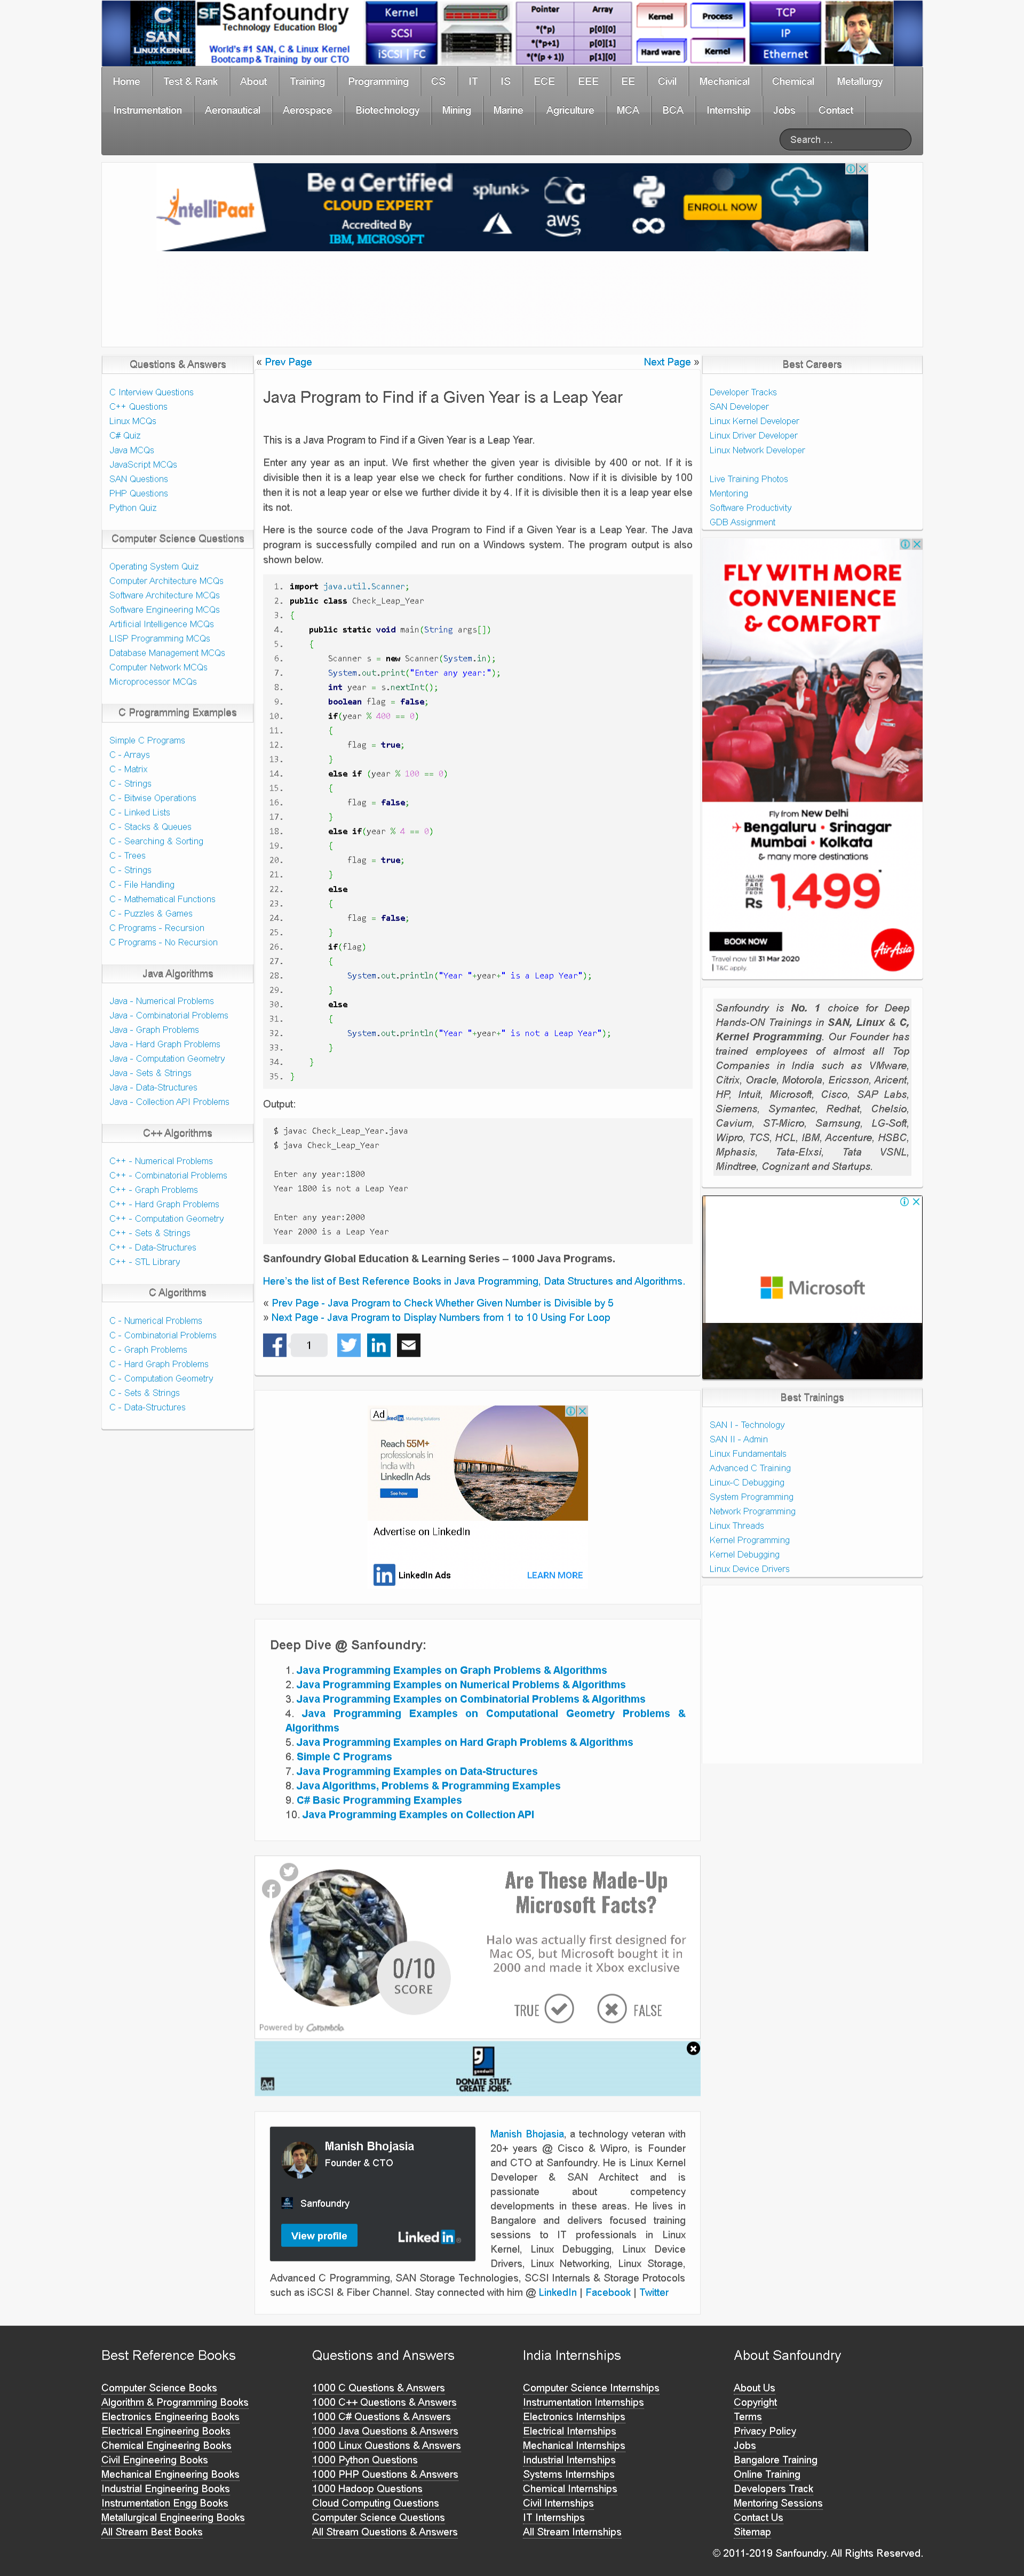 C
SAN
LINUX KERNEL
SF Sanfoundry
Technology Education Blog
World's #1 SAN, C & Linux Kernel
Bootcamp & Training by our CTO
Kernel
SCSI
iSCSI | FC
Pointer Array
*p p[0][0]
*(*p+1) p[0][1]
*(*(p + 1)) p[1][0]
Kernel Process
Hard ware Kernel
TCP
IP
Ethernet
Home Test & Rank About Training Programming CS IT IS ECE EEE EE Civil Mechanical Chemical Metallurgy
Instrumentation Aeronautical Aerospace Biotechnology Mining Marine Agriculture MCA BCA Internship Jobs Contact
Search ...
IntelliPaat
Be a Certified
CLOUD EXPERT
Accredited By
IBM, MICROSOFT
splunk>
aws
ENROLL NOW
Questions & Answers
C Interview Questions
C++ Questions
Linux MCQs
C# Quiz
Java MCQs
JavaScript MCQs
SAN Questions
PHP Questions
Python Quiz
Computer Science Questions
Operating System Quiz
Computer Architecture MCQs
Software Architecture MCQs
Software Engineering MCQs
Artificial Intelligence MCQs
LISP Programming MCQs
Database Management MCQs
Computer Network MCQs
Microprocessor MCQs
C Programming Examples
Simple C Programs
C - Arrays
C - Matrix
C - Strings
C - Bitwise Operations
C - Linked Lists
C - Stacks & Queues
C - Searching & Sorting
C - Trees
C - Strings
C - File Handling
C - Mathematical Functions
C - Puzzles & Games
C Programs - Recursion
C Programs - No Recursion
Java Algorithms
Java - Numerical Problems
Java - Combinatorial Problems
Java - Graph Problems
Java - Hard Graph Problems
Java - Computation Geometry
Java - Sets & Strings
Java - Data-Structures
Java - Collection API Problems
C++ Algorithms
C++ - Numerical Problems
C++ - Combinatorial Problems
C++ - Graph Problems
C++ - Hard Graph Problems
C++ - Computation Geometry
C++ - Sets & Strings
C++ - Data-Structures
C++ - STL Library
C Algorithms
C - Numerical Problems
C - Combinatorial Problems
C - Graph Problems
C - Hard Graph Problems
C - Computation Geometry
C - Sets & Strings
C - Data-Structures
« Prev Page
Next Page »
Java Program to Find if a Given Year is a Leap Year
This is a Java Program to Find if a Given Year is a Leap Year.
Enter any year as an input. We first whether the given year is divisible by 400 or not. If it is
divisible then it is a leap year else we check for further conditions. Now if it is divisible by 100
then it is not a leap year or else we further divide it by 4. If it is divisible then it is a leap year else
its not.
Here is the source code of the Java Program to Find if a Given Year is a Leap Year. The Java
program is successfully compiled and run on a Windows system. The program output is also
shown below.
1. import java.util.Scanner;
2. public class Check_Leap_Year
3. {
4. public static void main(String args[])
5. {
6. Scanner s = new Scanner(System.in);
7. System.out.print("Enter any year:");
8. int year = s.nextInt();
9. boolean flag = false;
10. if(year % 400 == 0)
11. {
12. flag = true;
13. }
14. else if (year % 100 == 0)
15. {
16. flag = false;
17. }
18. else if(year % 4 == 0)
19. {
20. flag = true;
21. }
22. else
23. {
24. flag = false;
25. }
26. if(flag)
27. {
28. System.out.println("Year "+year+" is a Leap Year");
29. }
30. else
31. {
32. System.out.println("Year "+year+" is not a Leap Year");
33. }
34. }
35. }
Output:
$ javac Check_Leap_Year.java
$ java Check_Leap_Year
Enter any year:1800
Year 1800 is not a Leap Year
Enter any year:2000
Year 2000 is a Leap Year
Sanfoundry Global Education & Learning Series – 1000 Java Programs.
Here's the list of Best Reference Books in Java Programming, Data Structures and Algorithms.
« Prev Page - Java Program to Check Whether Given Number is Divisible by 5
» Next Page - Java Program to Display Numbers from 1 to 10 Using For Loop
1
Ad
Marketing Solutions
Reach 55M+
professionals in
India with
LinkedIn Ads
See how
Advertise on LinkedIn
in LinkedIn Ads
LEARN MORE
Deep Dive @ Sanfoundry:
1. Java Programming Examples on Graph Problems & Algorithms
2. Java Programming Examples on Numerical Problems & Algorithms
3. Java Programming Examples on Combinatorial Problems & Algorithms
4. Java Programming Examples on Computational Geometry Problems &
Algorithms
5. Java Programming Examples on Hard Graph Problems & Algorithms
6. Simple C Programs
7. Java Programming Examples on Data-Structures
8. Java Algorithms, Problems & Programming Examples
9. C# Basic Programming Examples
10. Java Programming Examples on Collection API
Are These Made-Up
Microsoft Facts?
Halo was actually first designed for
Mac OS, but Microsoft bought it in
2000 and made it Xbox exclusive
0/10
SCORE
TRUE FALSE
Powered by Carambola
Ad
goodwill
DONATE STUFF.
CREATE JOBS.
Manish Bhojasia
Founder & CTO
Sanfoundry
View profile
Linked in
Manish Bhojasia, a technology veteran with
20+ years @ Cisco & Wipro, is Founder
and CTO at Sanfoundry. He is Linux Kernel
Developer & SAN Architect and is
passionate about competency
developments in these areas. He lives in
Bangalore and delivers focused training
sessions to IT professionals in Linux
Kernel, Linux Debugging, Linux Device
Drivers, Linux Networking, Linux Storage,
Advanced C Programming, SAN Storage Technologies, SCSI Internals & Storage Protocols
such as iSCSI & Fiber Channel. Stay connected with him @ LinkedIn | Facebook | Twitter
Best Careers
Developer Tracks
SAN Developer
Linux Kernel Developer
Linux Driver Developer
Linux Network Developer
Live Training Photos
Mentoring
Software Productivity
GDB Assignment
FLY WITH MORE
CONVENIENCE
& COMFORT
Fly from New Delhi
Bengaluru • Srinagar
Mumbai • Kolkata
& many more destinations
ALL-IN
ONE WAY
FARE
STARTING
FROM
Rs 1,499*
BOOK NOW
Travel now till 31 Mar 2020
| T&C apply
AirAsia
Sanfoundry is No. 1 choice for Deep
Hands-ON Trainings in SAN, Linux & C,
Kernel Programming. Our Founder has
trained employees of almost all Top
Companies in India such as VMware,
Citrix, Oracle, Motorola, Ericsson, Aricent,
HP, Intuit, Microsoft, Cisco, SAP Labs,
Siemens, Symantec, Redhat, Chelsio,
Cavium, ST-Micro, Samsung, LG-Soft,
Wipro, TCS, HCL, IBM, Accenture, HSBC,
Mphasis, Tata-Elxsi, Tata VSNL,
Mindtree, Cognizant and Startups.
Microsoft
Best Trainings
SAN I - Technology
SAN II - Admin
Linux Fundamentals
Advanced C Training
Linux-C Debugging
System Programming
Network Programming
Linux Threads
Kernel Programming
Kernel Debugging
Linux Device Drivers
Best Reference Books
Computer Science Books
Algorithm & Programming Books
Electronics Engineering Books
Electrical Engineering Books
Chemical Engineering Books
Civil Engineering Books
Mechanical Engineering Books
Industrial Engineering Books
Instrumentation Engg Books
Metallurgical Engineering Books
All Stream Best Books
Questions and Answers
1000 C Questions & Answers
1000 C++ Questions & Answers
1000 C# Questions & Answers
1000 Java Questions & Answers
1000 Linux Questions & Answers
1000 Python Questions
1000 PHP Questions & Answers
1000 Hadoop Questions
Cloud Computing Questions
Computer Science Questions
All Stream Questions & Answers
India Internships
Computer Science Internships
Instrumentation Internships
Electronics Internships
Electrical Internships
Mechanical Internships
Industrial Internships
Systems Internships
Chemical Internships
Civil Internships
IT Internships
All Stream Internships
About Sanfoundry
About Us
Copyright
Terms
Privacy Policy
Jobs
Bangalore Training
Online Training
Developers Track
Mentoring Sessions
Contact Us
Sitemap
© 2011-2019 Sanfoundry. All Rights Reserved.